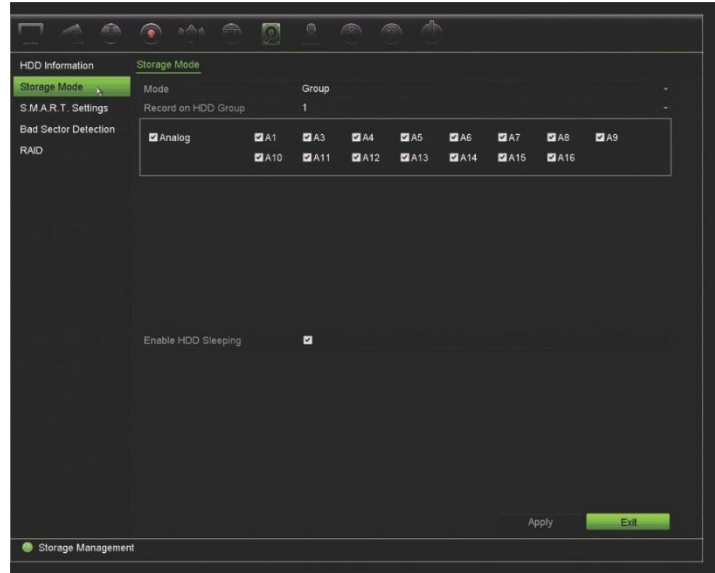 HDD Information
Storage Mode
S.M.A.R.T. Settings
Bad Sector Detection
RAID
Storage Mode
Mode Group
Record on HDD Group 1
Analog A1 A3 A4 A5 A6 A7 A8 A9
A10 A11 A12 A13 A14 A15 A16
Enable HDD Sleeping
Apply Exit
Storage Management